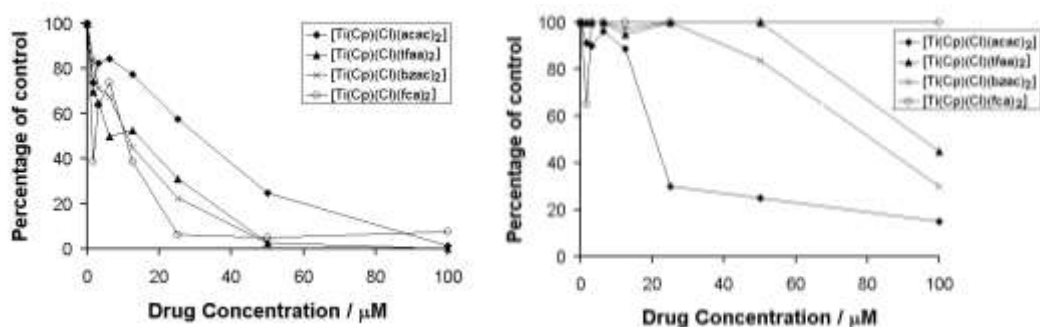 Percentage of control
100
80
60
40
20
0
[Ti(Cp)(Cl)(acac)₂]
[Ti(Cp)(Cl)(tfaa)₂]
[Ti(Cp)(Cl)(bzac)₂]
[Ti(Cp)(Cl)(fca)₂]
0 20 40 60 80 100
Drug Concentration / μM
Percentage of control
100
80
60
40
20
0
[Ti(Cp)(Cl)(acac)₂]
[Ti(Cp)(Cl)(tfaa)₂]
[Ti(Cp)(Cl)(bzac)₂]
[Ti(Cp)(Cl)(fca)₂]
0 20 40 60 80 100
Drug Concentration / μM